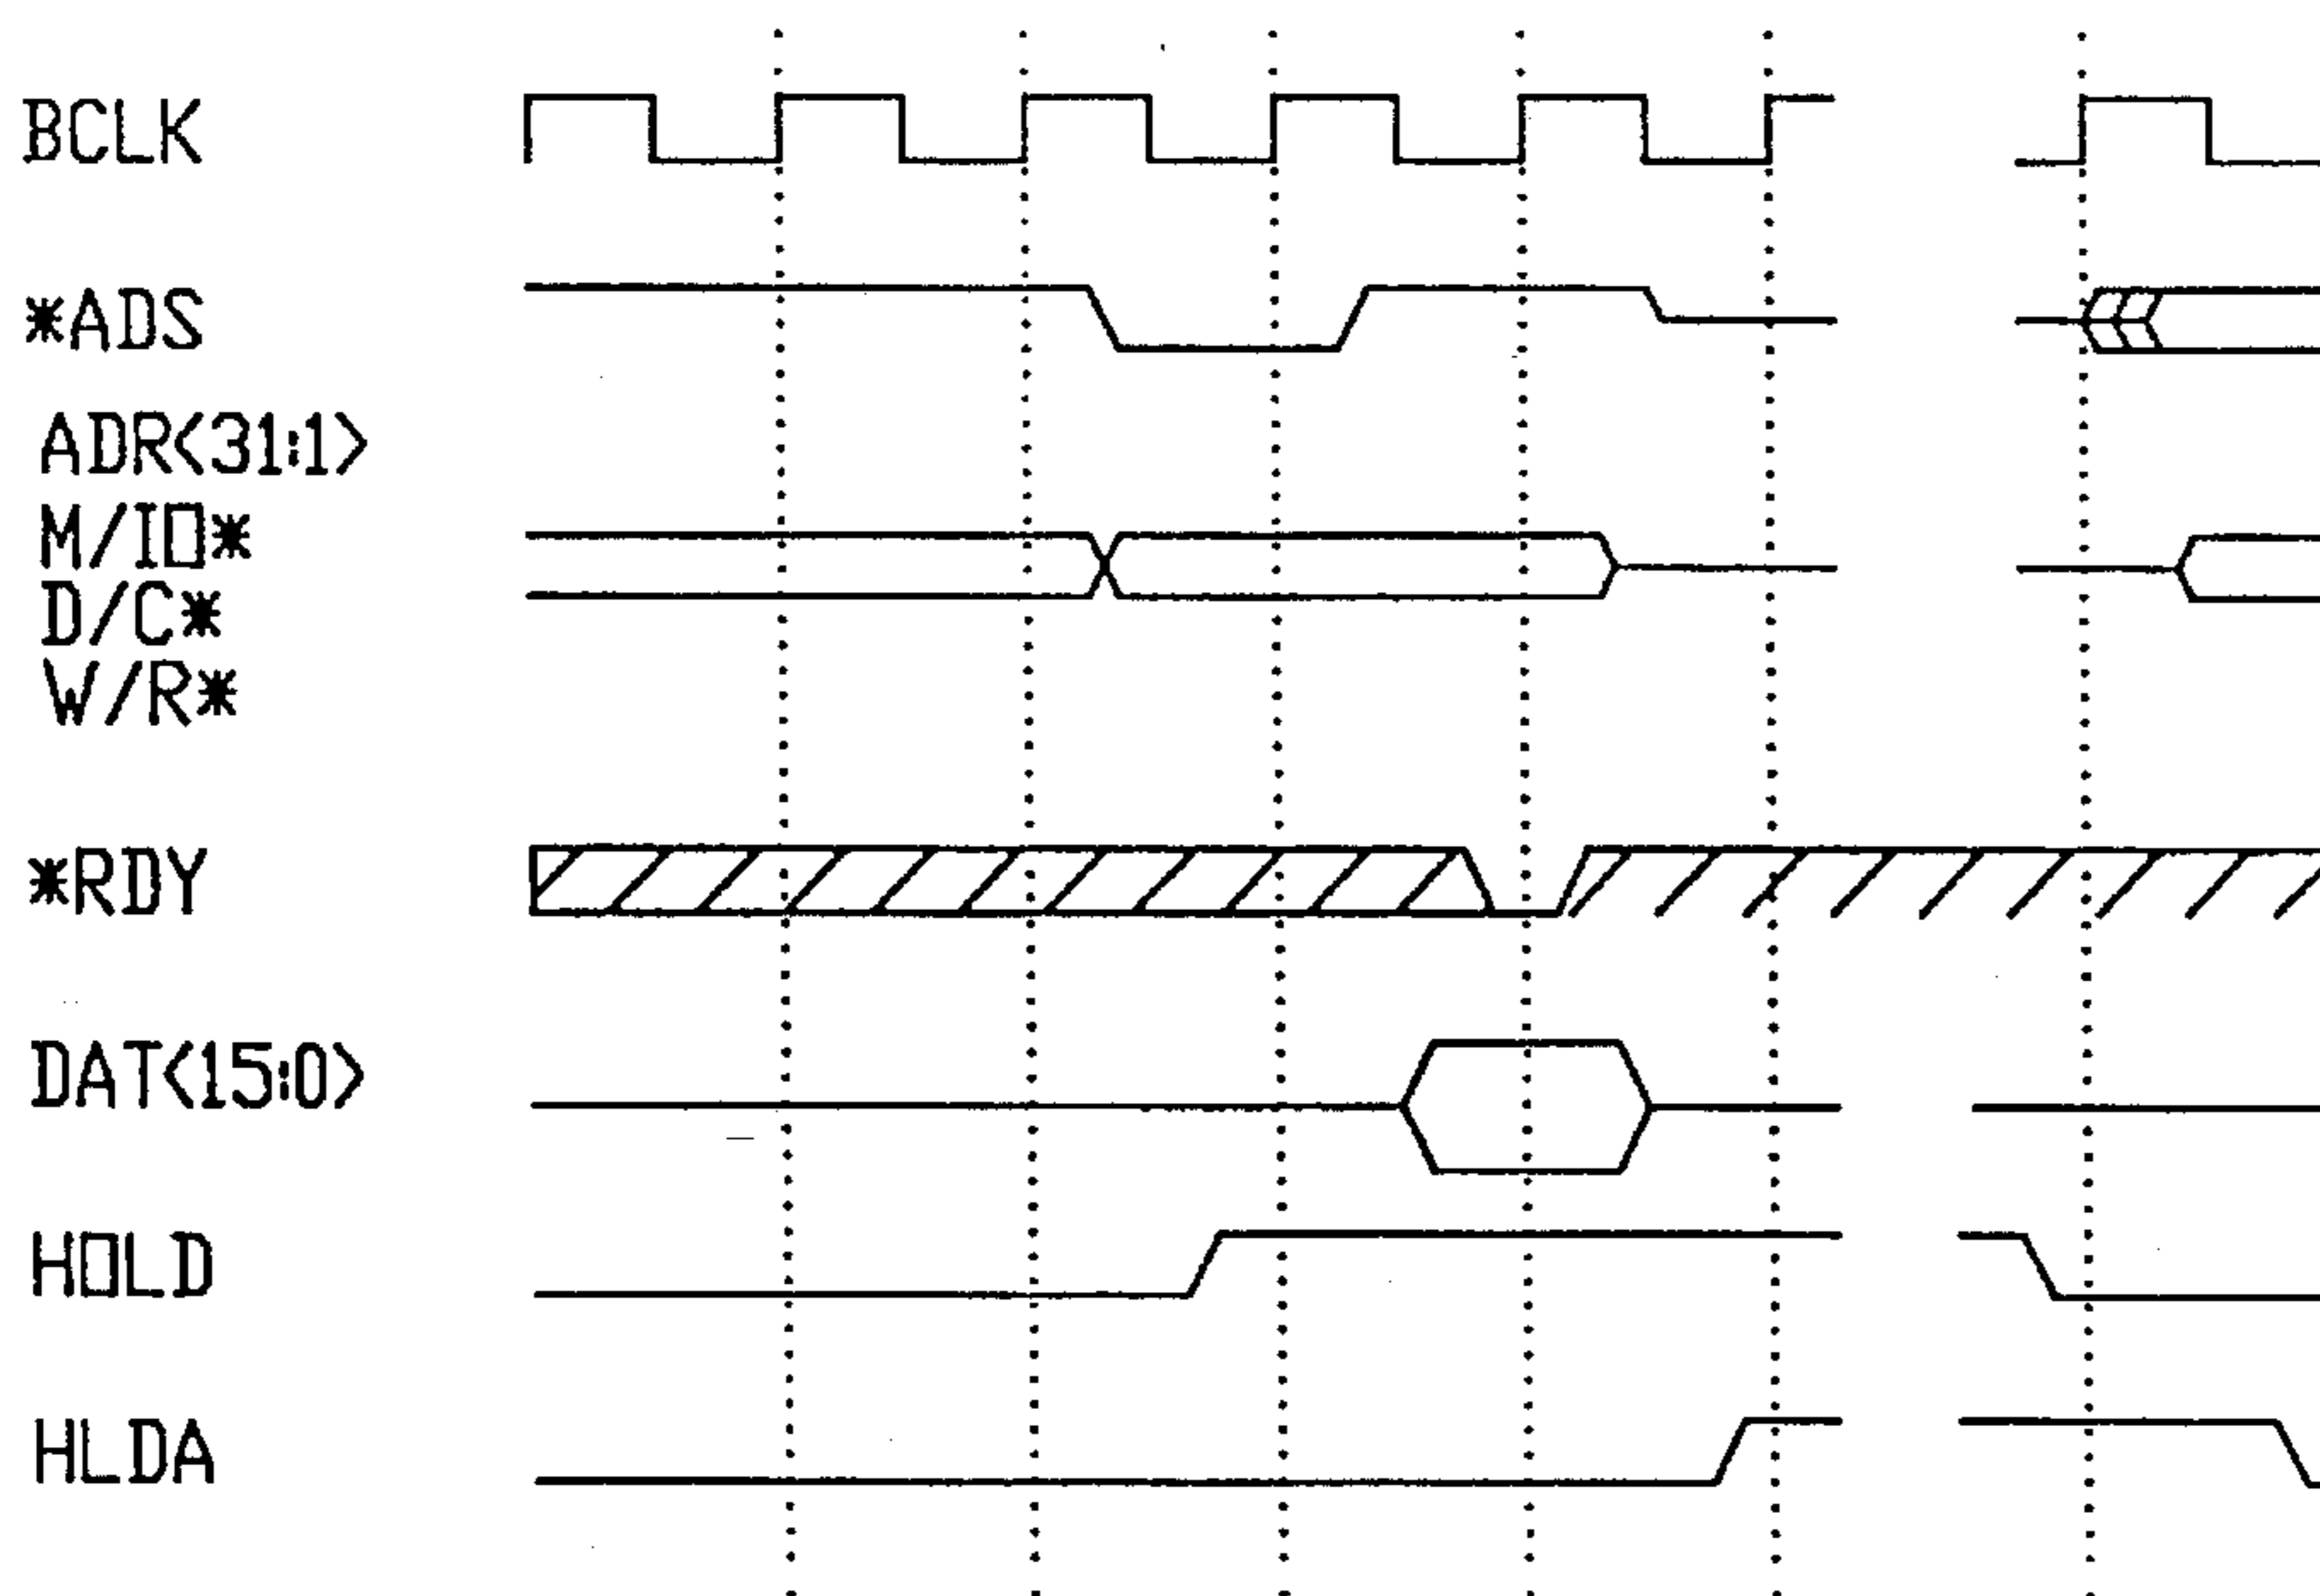 BCLK
*ADS
ADR<31:1>
M/IO*
D/C*
W/R*
*RDY
DAT<15:0>
HOLD
HLDA